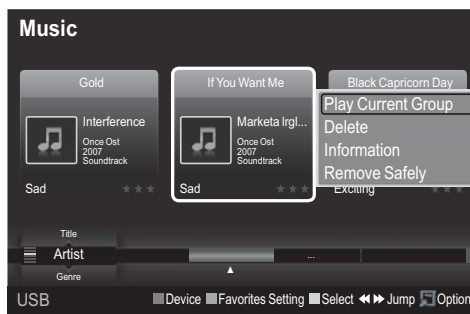 Music
Gold
Interference
Once Ost
2007
Soundtrack
Sad
If You Want Me
Marketa Irgl...
Once Ost
2007
Soundtrack
Sad
Black Capricorn Day
Play Current Group
Delete
Information
Remove Safely
Exciting
Title
Artist
Genre
...
USB
Device Favorites Setting Select Jump Option